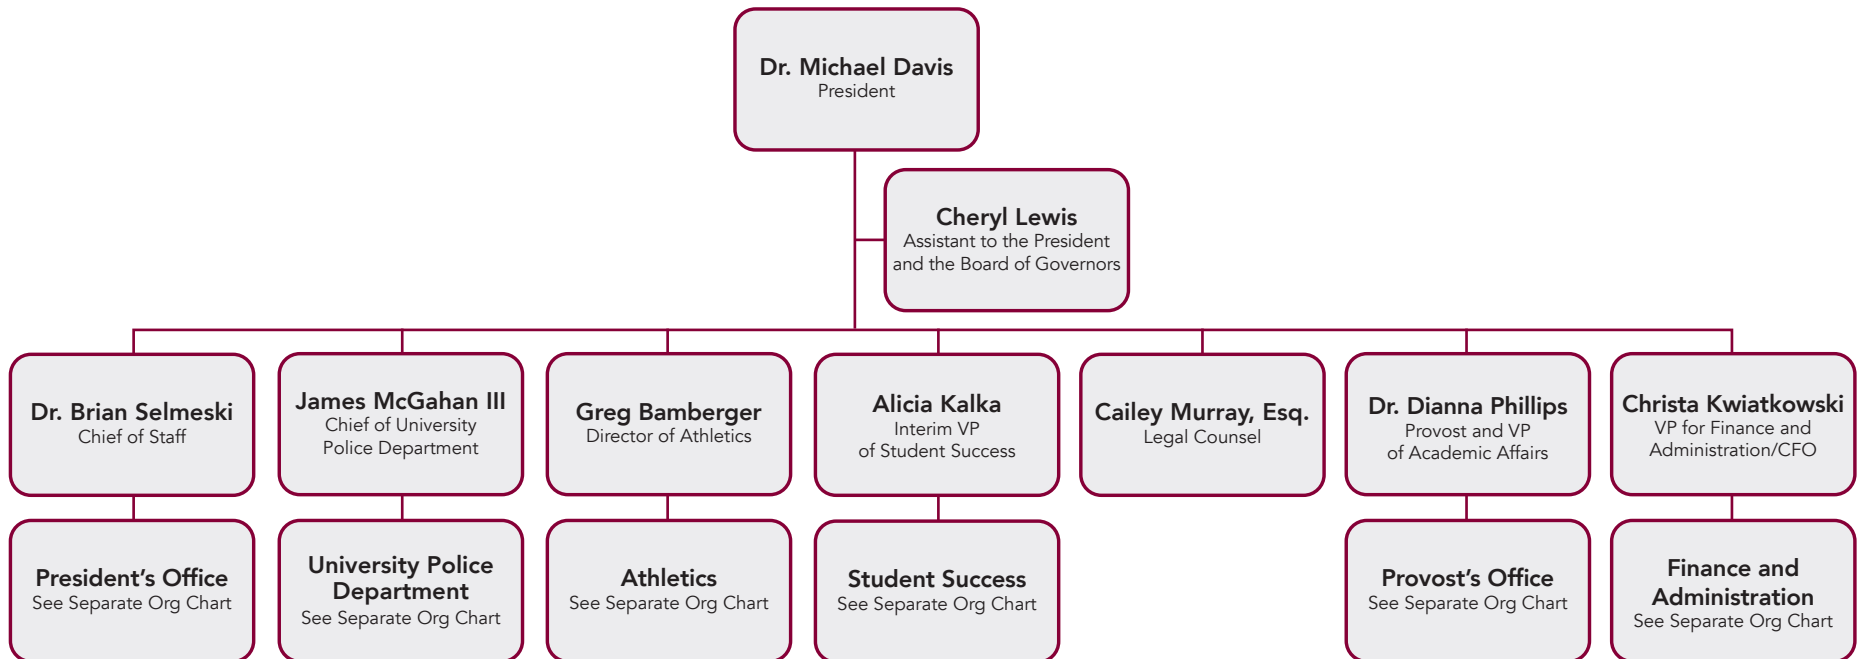 Dr. Michael Davis
President
Cheryl Lewis
Assistant to the President
and the Board of Governors
Dr. Brian Selmeski
Chief of Staff
James McGahan III
Chief of University
Police Department
Greg Bamberger
Director of Athletics
Alicia Kalka
Interim VP
of Student Success
Cailey Murray, Esq.
Legal Counsel
Dr. Dianna Phillips
Provost and VP
of Academic Affairs
Christa Kwiatkowski
VP for Finance and
Administration/CFO
President’s Office
See Separate Org Chart
University Police
Department
See Separate Org Chart
Athletics
See Separate Org Chart
Student Success
See Separate Org Chart
Provost’s Office
See Separate Org Chart
Finance and
Administration
See Separate Org Chart